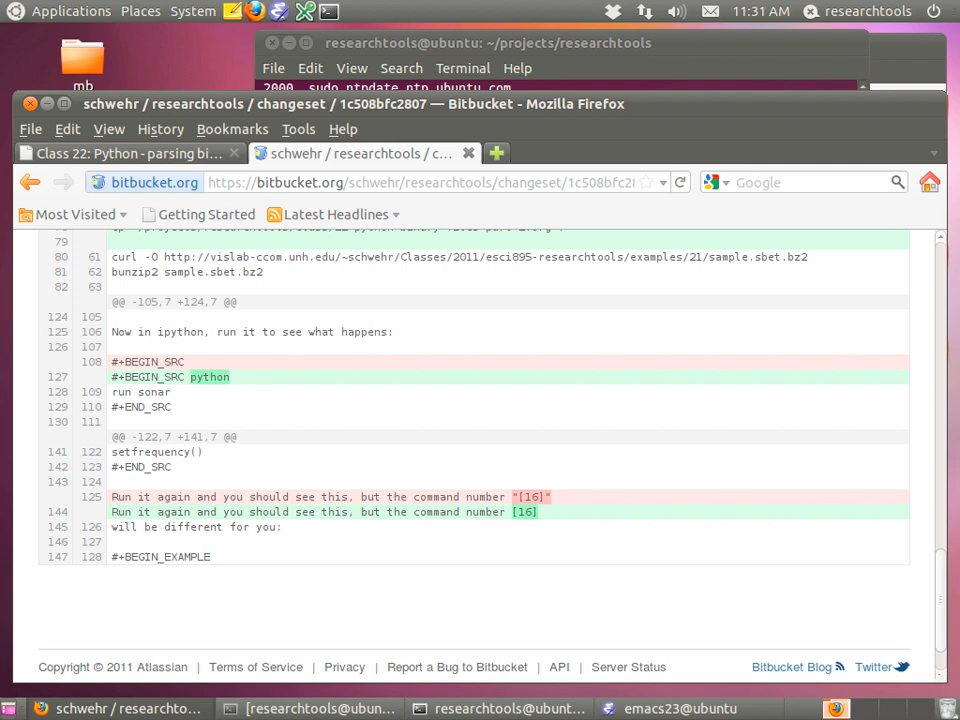 Applications Places System 11:31 AM researchtools
mb
researchtools@ubuntu: ~/projects/researchtools
File Edit View Search Terminal Help
2000 sudo ntpdate ntp.ubuntu.com
schwehr / researchtools / changeset / 1c508bfc2807 — Bitbucket - Mozilla Firefox
File Edit View History Bookmarks Tools Help
Class 22: Python - parsing bi... schwehr / researchtools / c...
bitbucket.org https://bitbucket.org/schwehr/researchtools/changeset/1c508bfc2 Google
Most Visited Getting Started Latest Headlines
79
80 61 curl -O http://vislab-ccom.unh.edu/~schwehr/Classes/2011/esci895-researchtools/examples/21/sample.sbet.bz2
81 62 bunzip2 sample.sbet.bz2
82 63
@@ -105,7 +124,7 @@
124 105
125 106 Now in ipython, run it to see what happens:
126 107
108 #+BEGIN_SRC
127 #+BEGIN_SRC python
128 109 run sonar
129 110 #+END_SRC
130 111
@@ -122,7 +141,7 @@
141 122 setfrequency()
142 123 #+END_SRC
143 124
125 Run it again and you should see this, but the command number "[16]"
144 Run it again and you should see this, but the command number [16]
145 126 will be different for you:
146 127
147 128 #+BEGIN_EXAMPLE
Copyright © 2011 Atlassian | Terms of Service | Privacy | Report a Bug to Bitbucket | API | Server Status Bitbucket Blog Twitter
schwehr / researchto... [researchtools@ubun... researchtools@ubunt... emacs23@ubuntu